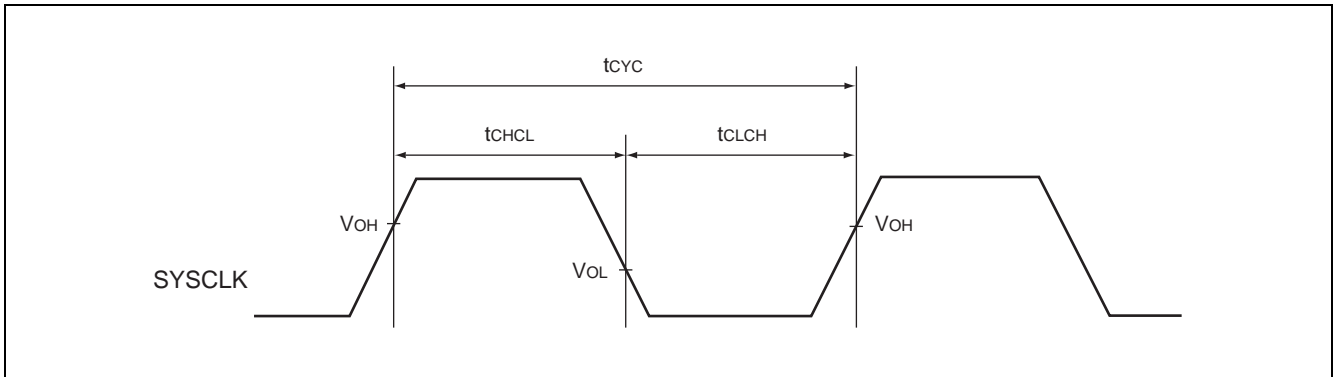 tCYC
tCHCL
tCLCH
VOH
VOH
VOL
SYSCLK